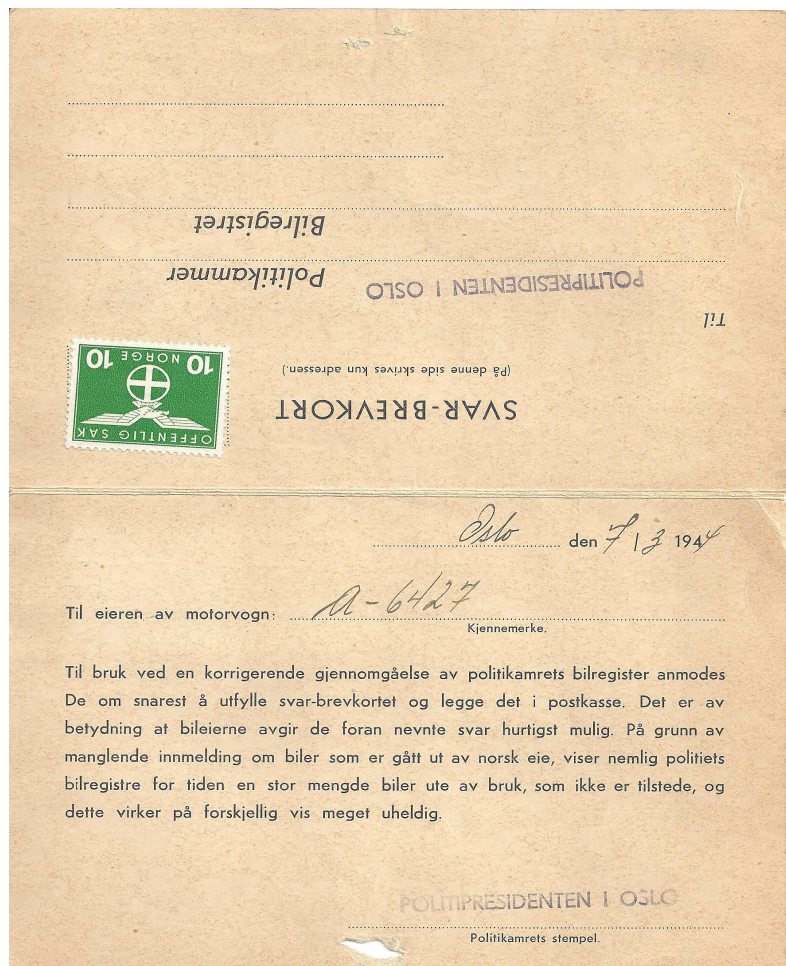 SVAR-BREVKORT
(På denne side skrives kun adressen.)
OFFENTLIG SAK
10 NORGE 10
Til
POLITIPRESIDENTEN I OSLO
Politikammer
Bilregistret
Oslo den 7/3 1944
Til eieren av motorvogn: A-6427
Kjennemerke.
Til bruk ved en korrigerende gjennomgåelse av politikamrets bilregister anmodes
De om snarest å utfylle svar-brevkortet og legge det i postkasse. Det er av
betydning at bileierne avgir de foran nevnte svar hurtigst mulig. På grunn av
manglende innmelding om biler som er gått ut av norsk eie, viser nemlig politiets
bilregistre for tiden en stor mengde biler ute av bruk, som ikke er tilstede, og
dette virker på forskjellig vis meget uheldig.
POLITIPRESIDENTEN I OSLO
Politikamrets stempel.